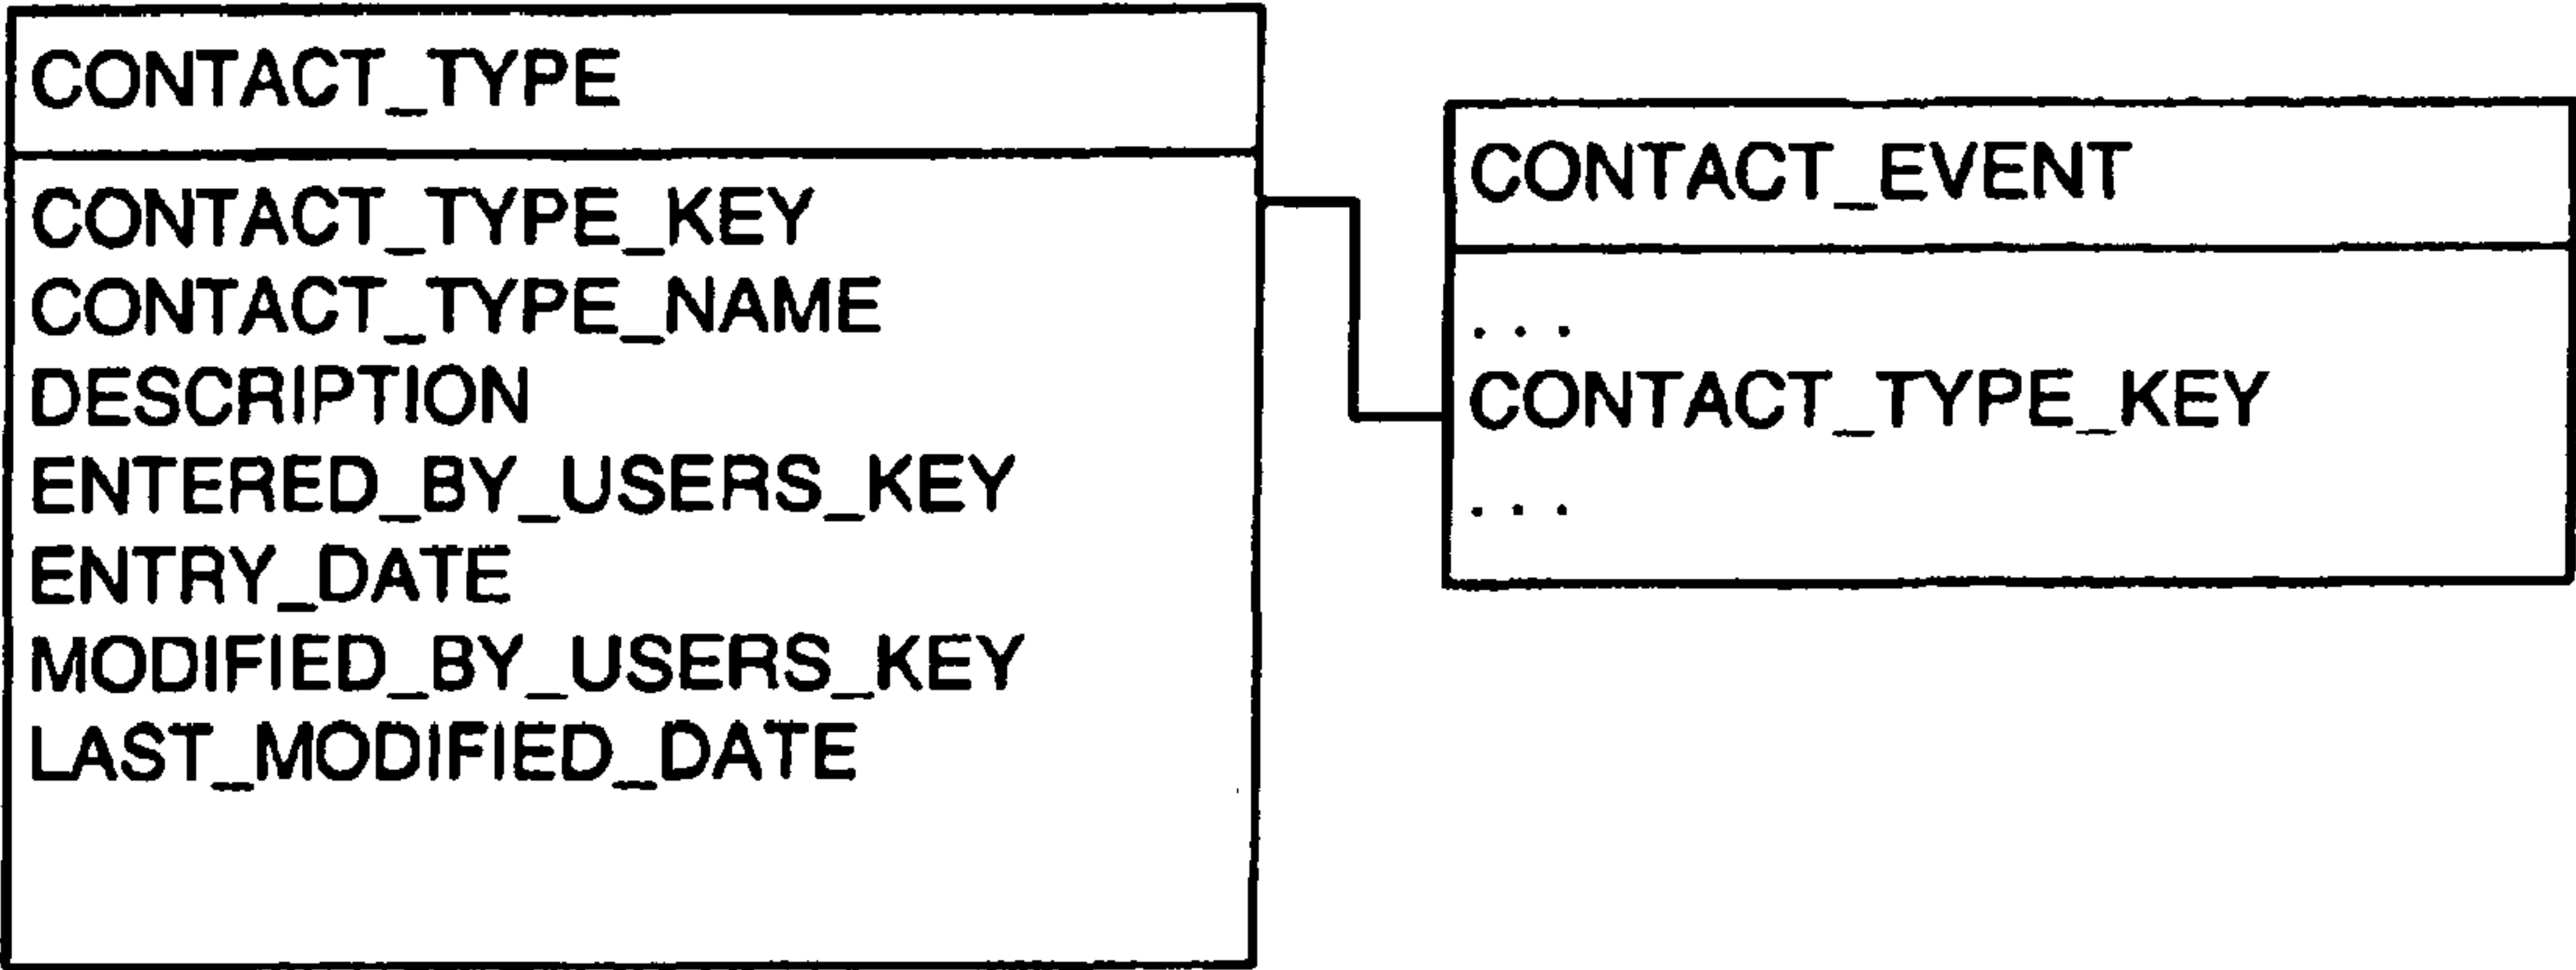 CONTACT_TYPE
CONTACT_TYPE_KEY
CONTACT_TYPE_NAME
DESCRIPTION
ENTERED_BY_USERS_KEY
ENTRY_DATE
MODIFIED_BY_USERS_KEY
LAST_MODIFIED_DATE
CONTACT_EVENT
. . .
CONTACT_TYPE_KEY
. . .